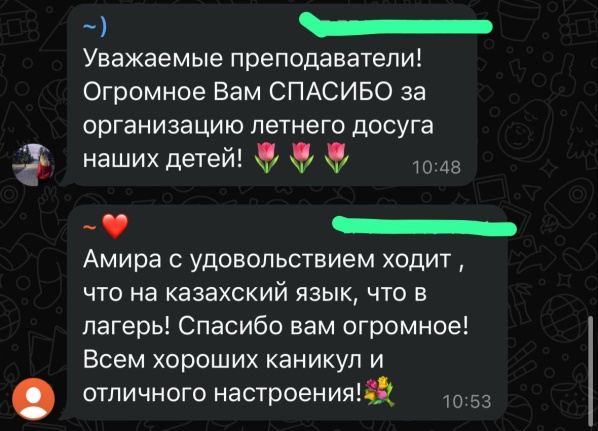 ~ )
Уважаемые преподаватели!
Огромное Вам СПАСИБО за
организацию летнего досуга
наших детей! 🌷🌷🌷
10:48
~ ❤️
Амира с удовольствием ходит ,
что на казахский язык, что в
лагерь! Спасибо вам огромное!
Всем хороших каникул и
отличного настроения!💐
10:53